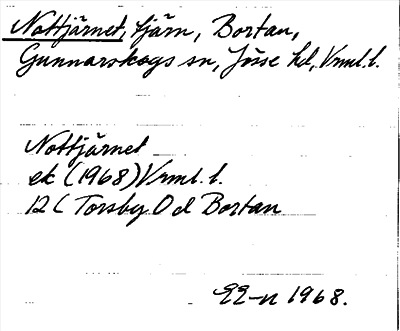 Nottjärnet, tjärn, Bortan,
Gunnarskogs sn, Jösse hd, Vrml. l.
Nottjärnet
ek (1968) Vrml. l.
12 C Torsby O d Bortan
EE-n 1968.